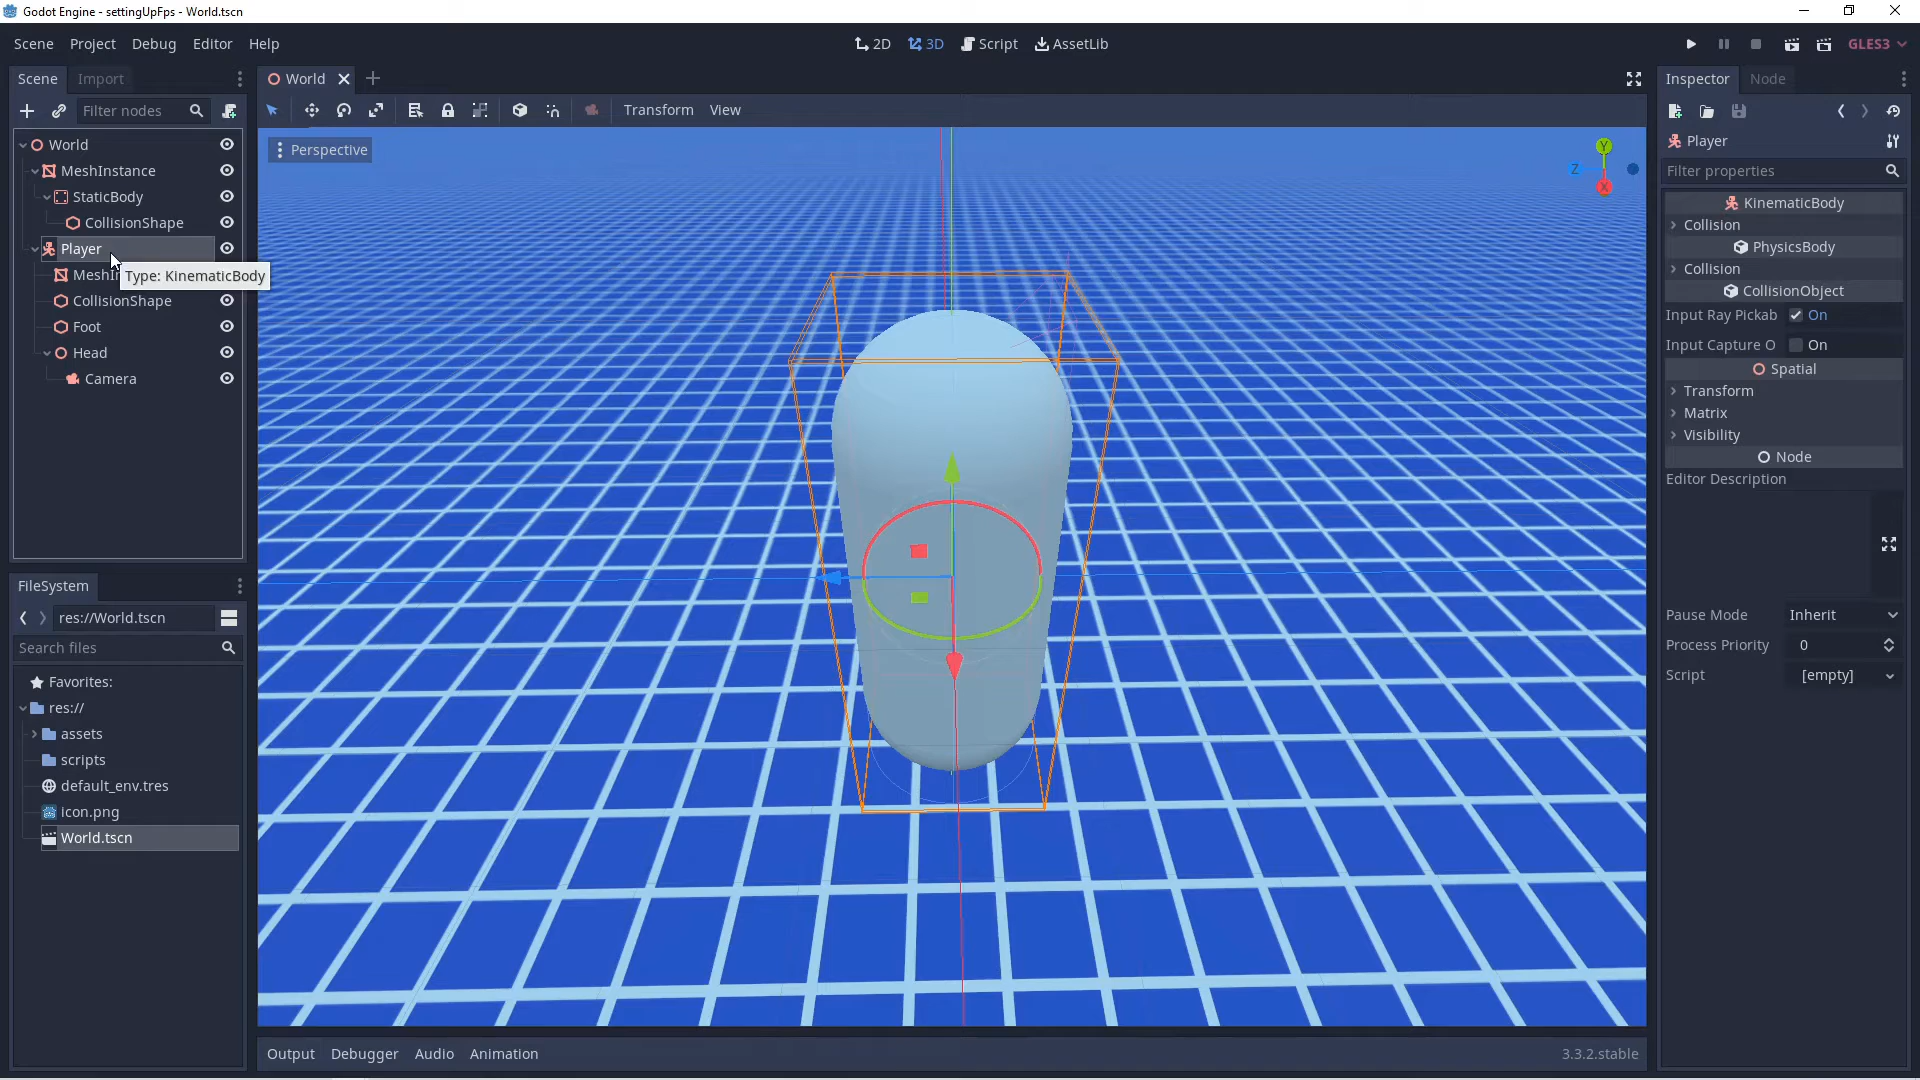 Godot Engine - settingUpFps - World.tscn
Scene Project Debug Editor Help
2D 3D Script AssetLib
GLES3
Scene Import
Filter nodes
World
MeshInstance
StaticBody
CollisionShape
Player
MeshIn
Type: KinematicBody
CollisionShape
Foot
Head
Camera
FileSystem
res://World.tscn
Search files
Favorites:
res://
assets
scripts
default_env.tres
icon.png
World.tscn
World
Transform View
Perspective
Y
Z
X
Output Debugger Audio Animation
3.3.2.stable
Inspector Node
Player
Filter properties
KinematicBody
Collision
PhysicsBody
Collision
CollisionObject
Input Ray Pickab On
Input Capture O On
Spatial
Transform
Matrix
Visibility
Node
Editor Description
Pause Mode Inherit
Process Priority 0
Script [empty]